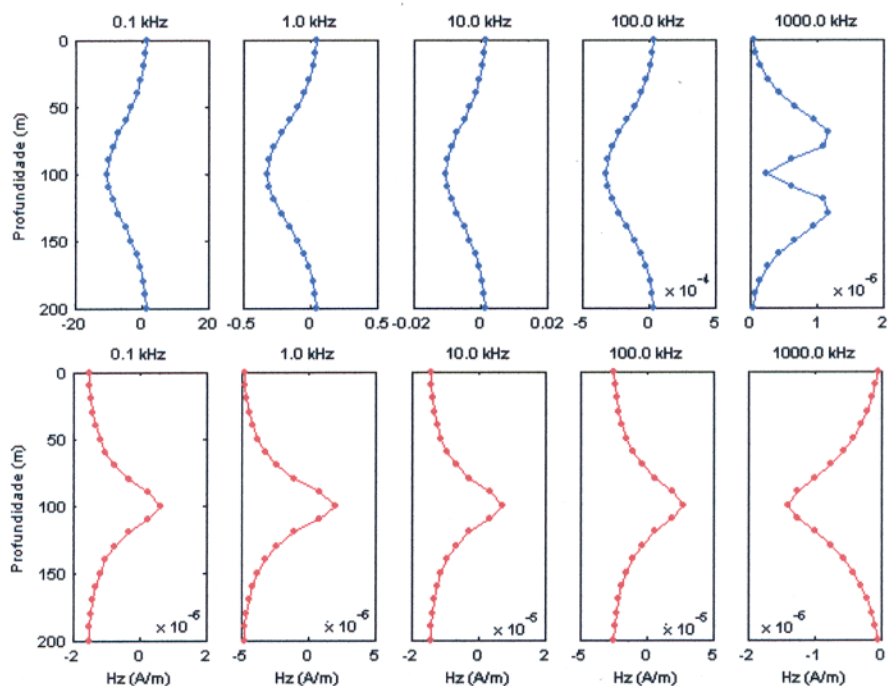 0.1 kHz 1.0 kHz 10.0 kHz 100.0 kHz 1000.0 kHz
Profundidade (m)
0
50
100
150
200
× 10⁻⁴ × 10⁻⁶
-20 0 20 -0.5 0 0.5 -0.02 0 0.02 -5 0 5 0 1 2
0.1 kHz 1.0 kHz 10.0 kHz 100.0 kHz 1000.0 kHz
Profundidade (m)
0
50
100
150
200
× 10⁻⁶ × 10⁻⁶ × 10⁻⁵ × 10⁻⁵ × 10⁻⁶
-2 0 2 -5 0 5 -2 0 2 -5 0 5 -2 -1 0
Hz (A/m) Hz (A/m) Hz (A/m) Hz (A/m) Hz (A/m)